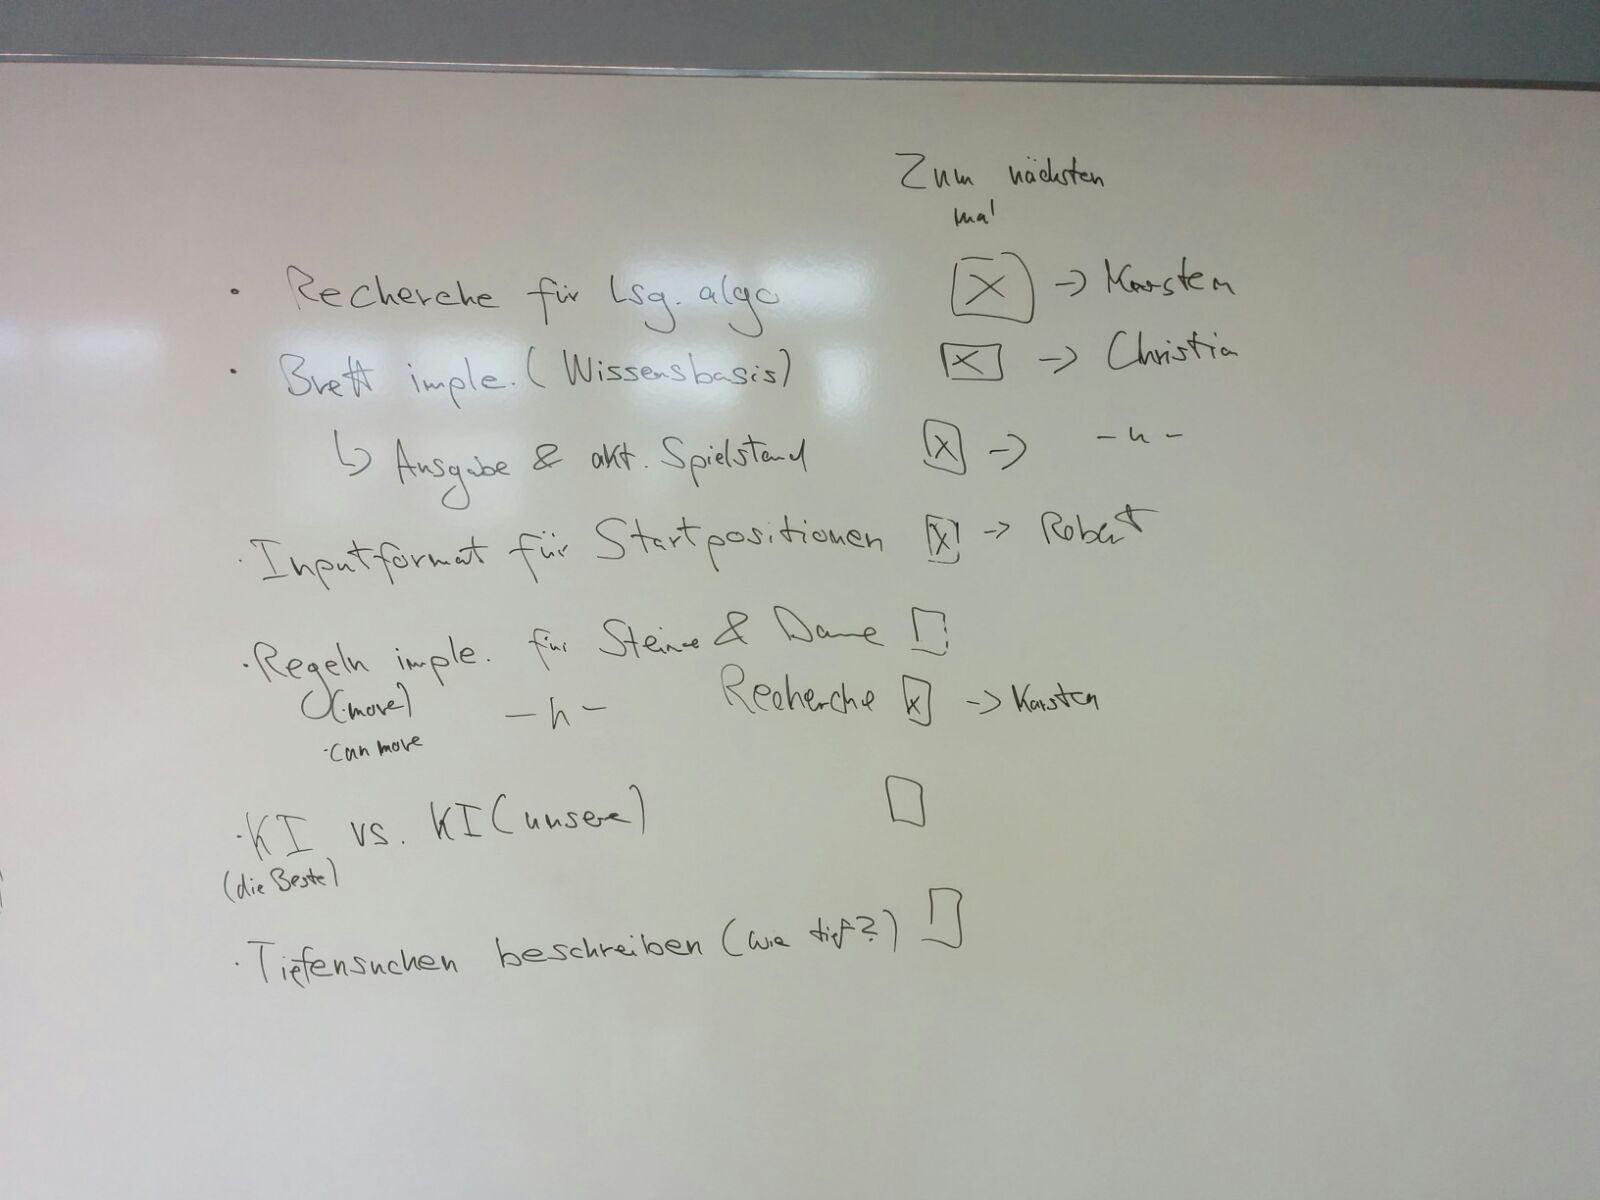 Zum nächsten
mal
· Recherche für Lsg. algo ☒ -> Karsten
· Brett imple. (Wissensbasis) ☒ -> Christian
↳ Ausgabe & akt. Spielstand ☒ -> -"-
· Inputformat für Startpositionen ☒ -> Robert
· Regeln imple. für Steine & Dame ☐
(·move) -"- Recherche ☒ -> Karsten
· can move
· KI vs. KI (unsere) ☐
(die Beste)
· Tiefensuchen beschreiben (wie tief?) ☐